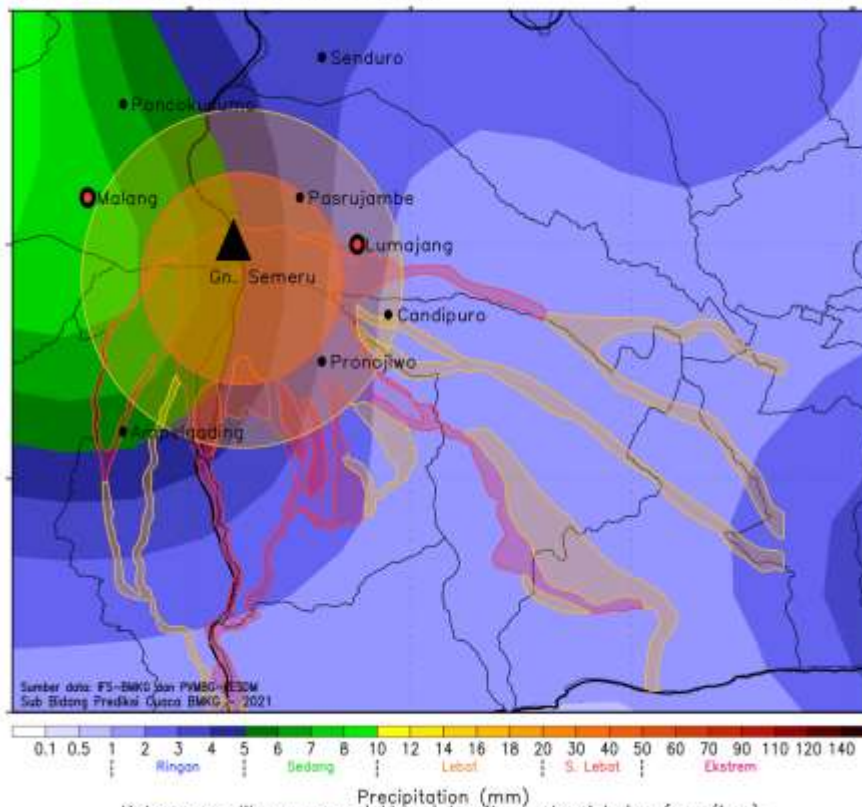 Senduro
Malang
Pasrujambe
Lumajang
Gn. Semeru
Candipuro
Pronojiwo
Ampelgading
Sumber data: IFS-BMKG dan PVMBG-KESDM
Sub Bidang Prediksi Cuaca BMKG - 2021
0.1 0.5 1 2 3 4 5 6 7 8 10 12 14 16 18 20 30 40 50 60 70 90 110 120 140
Ringan Sedang Lebat S. Lebat Ekstrem
Precipitation (mm)